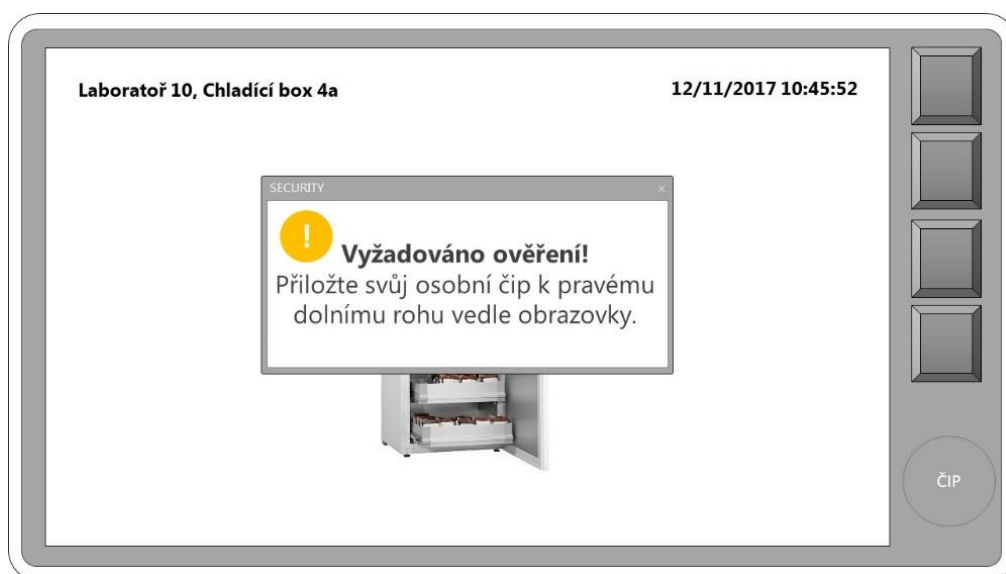 Laboratoř 10, Chladící box 4a
12/11/2017 10:45:52
SECURITY
x
!
Vyžadováno ověření!
Přiložte svůj osobní čip k pravému
dolnímu rohu vedle obrazovky.
ČIP